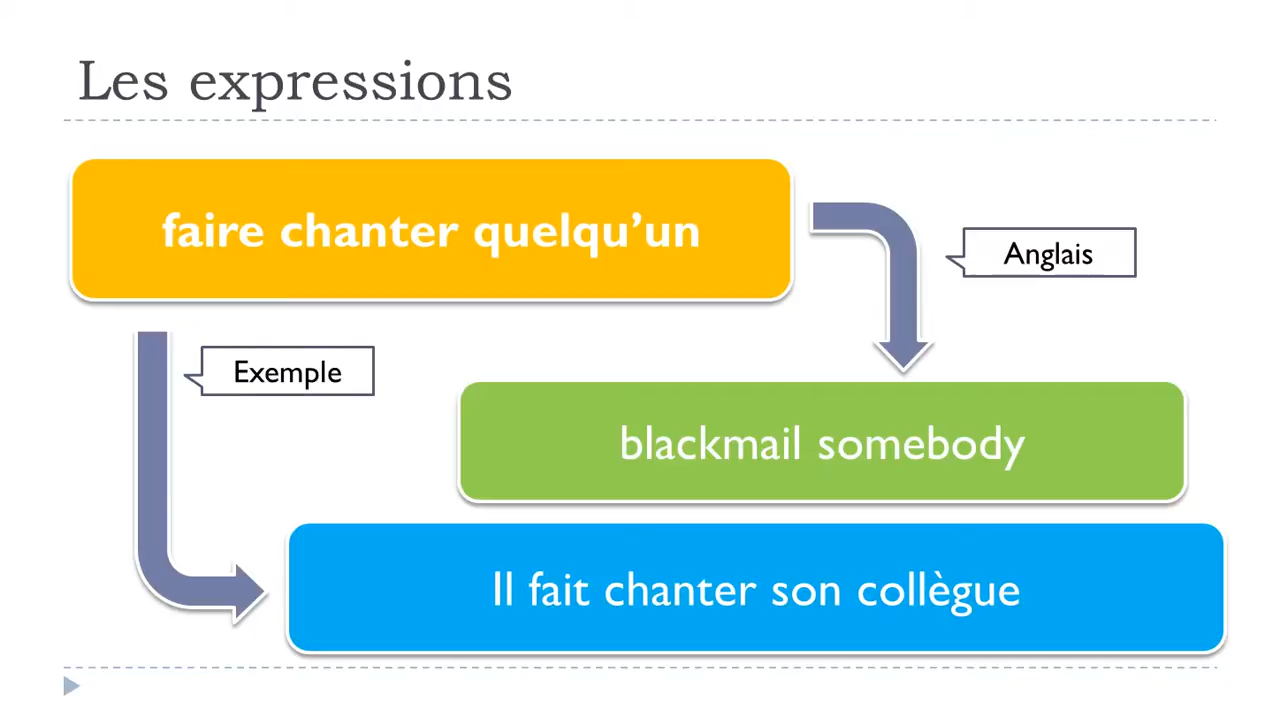 Les expressions
faire chanter quelqu’un
Anglais
Exemple
blackmail somebody
Il fait chanter son collègue